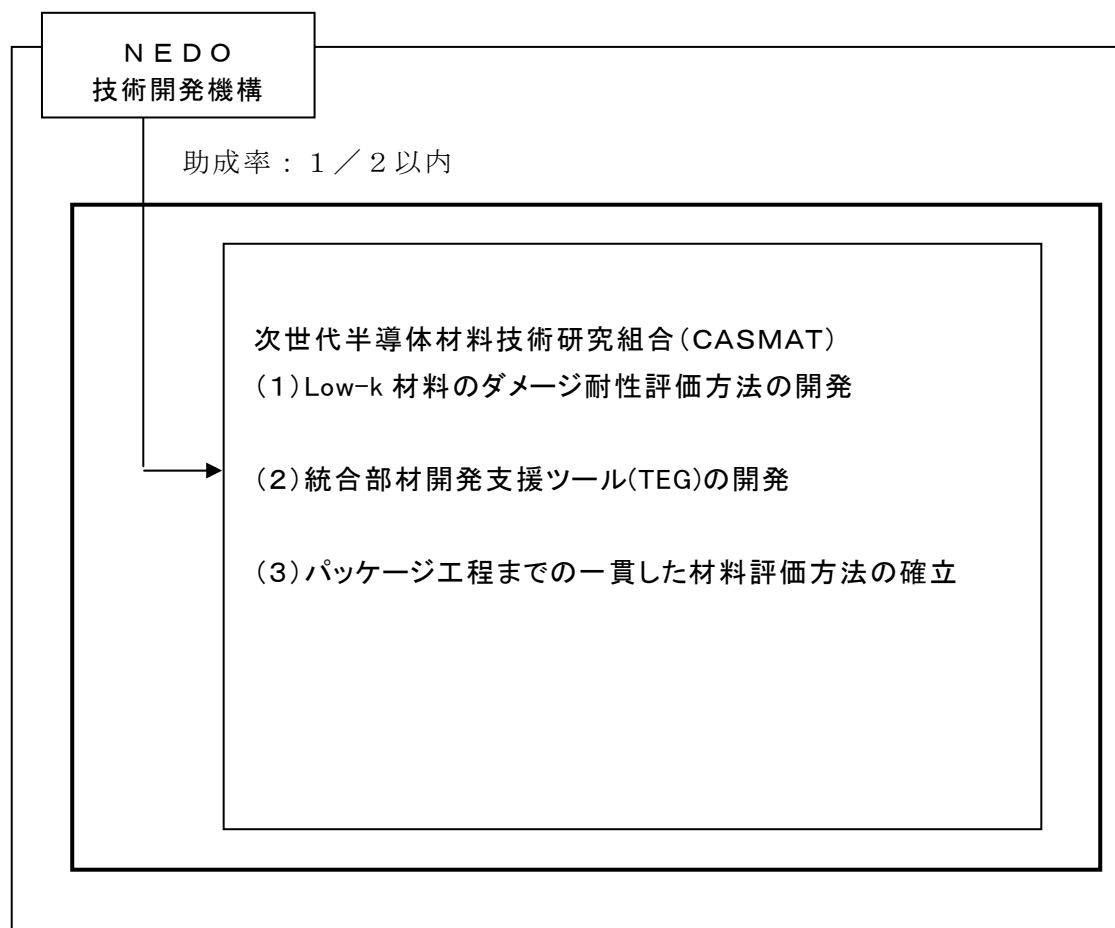 ＮＥＤＯ
技術開発機構
助成率：１／２以内
次世代半導体材料技術研究組合（CASMAT）
（1）Low-k 材料のダメージ耐性評価方法の開発
（2）統合部材開発支援ツール(TEG)の開発
（3）パッケージ工程までの一貫した材料評価方法の確立